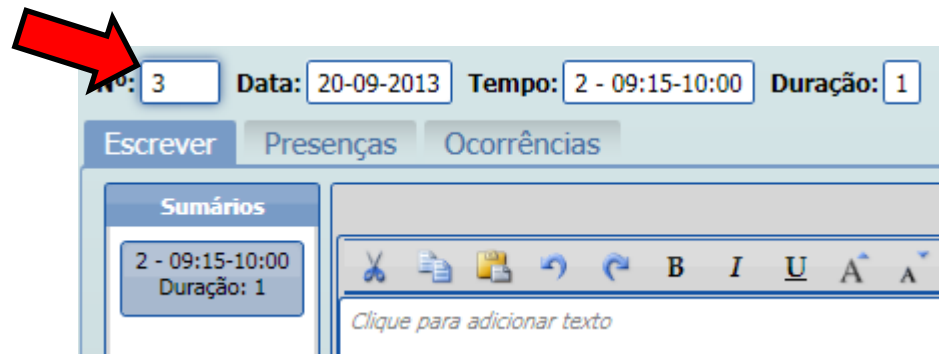 Nº: 3 Data: 20-09-2013 Tempo: 2 - 09:15-10:00 Duração: 1
Escrever Presenças Ocorrências
Sumários
2 - 09:15-10:00
Duração: 1
B I U A A
Clique para adicionar texto